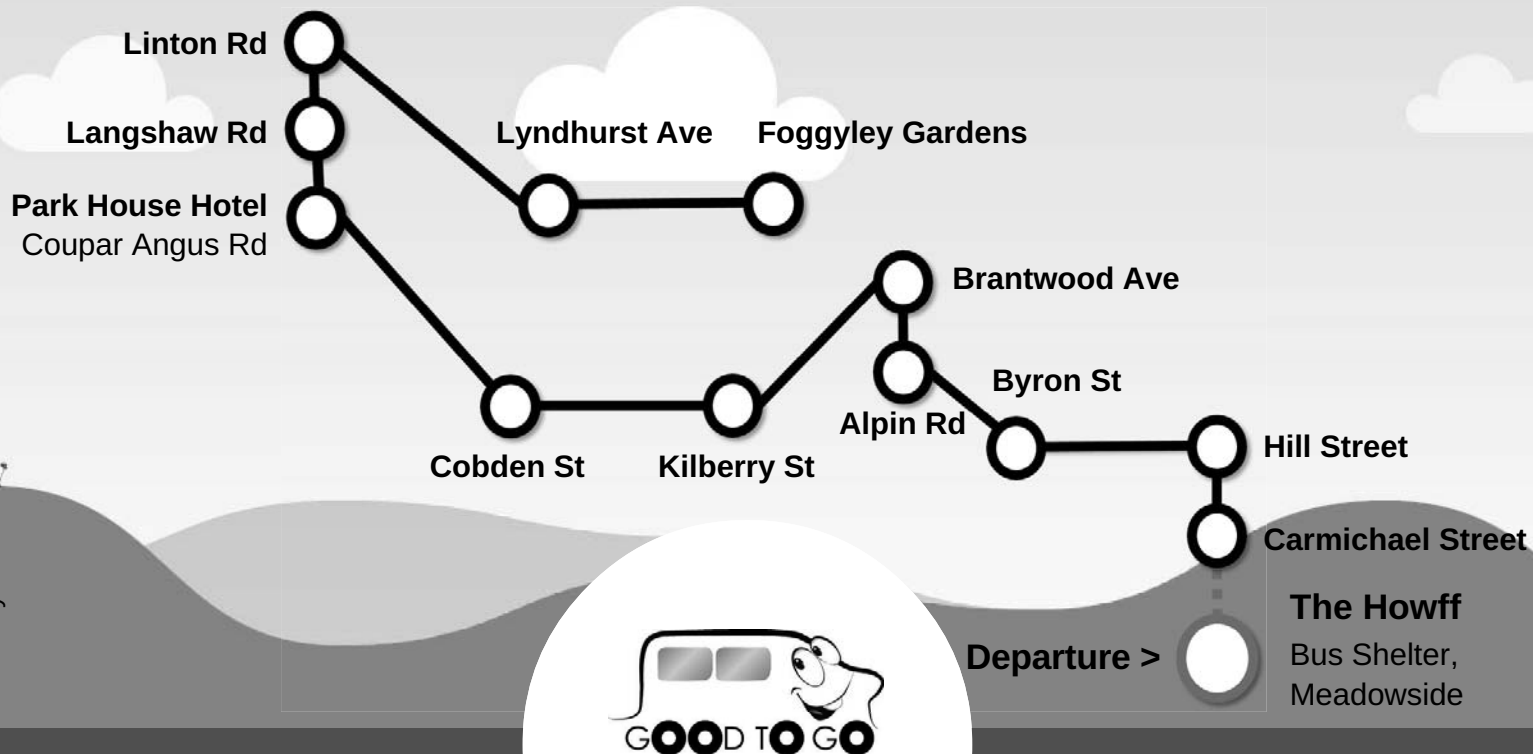 Linton Rd
Langshaw Rd
Lyndhurst Ave
Foggyley Gardens
Park House Hotel
Coupar Angus Rd
Brantwood Ave
Byron St
Alpin Rd
Cobden St
Kilberry St
Hill Street
Carmichael Street
The Howff
Departure >
Bus Shelter,
Meadowside
GOOD TO GO